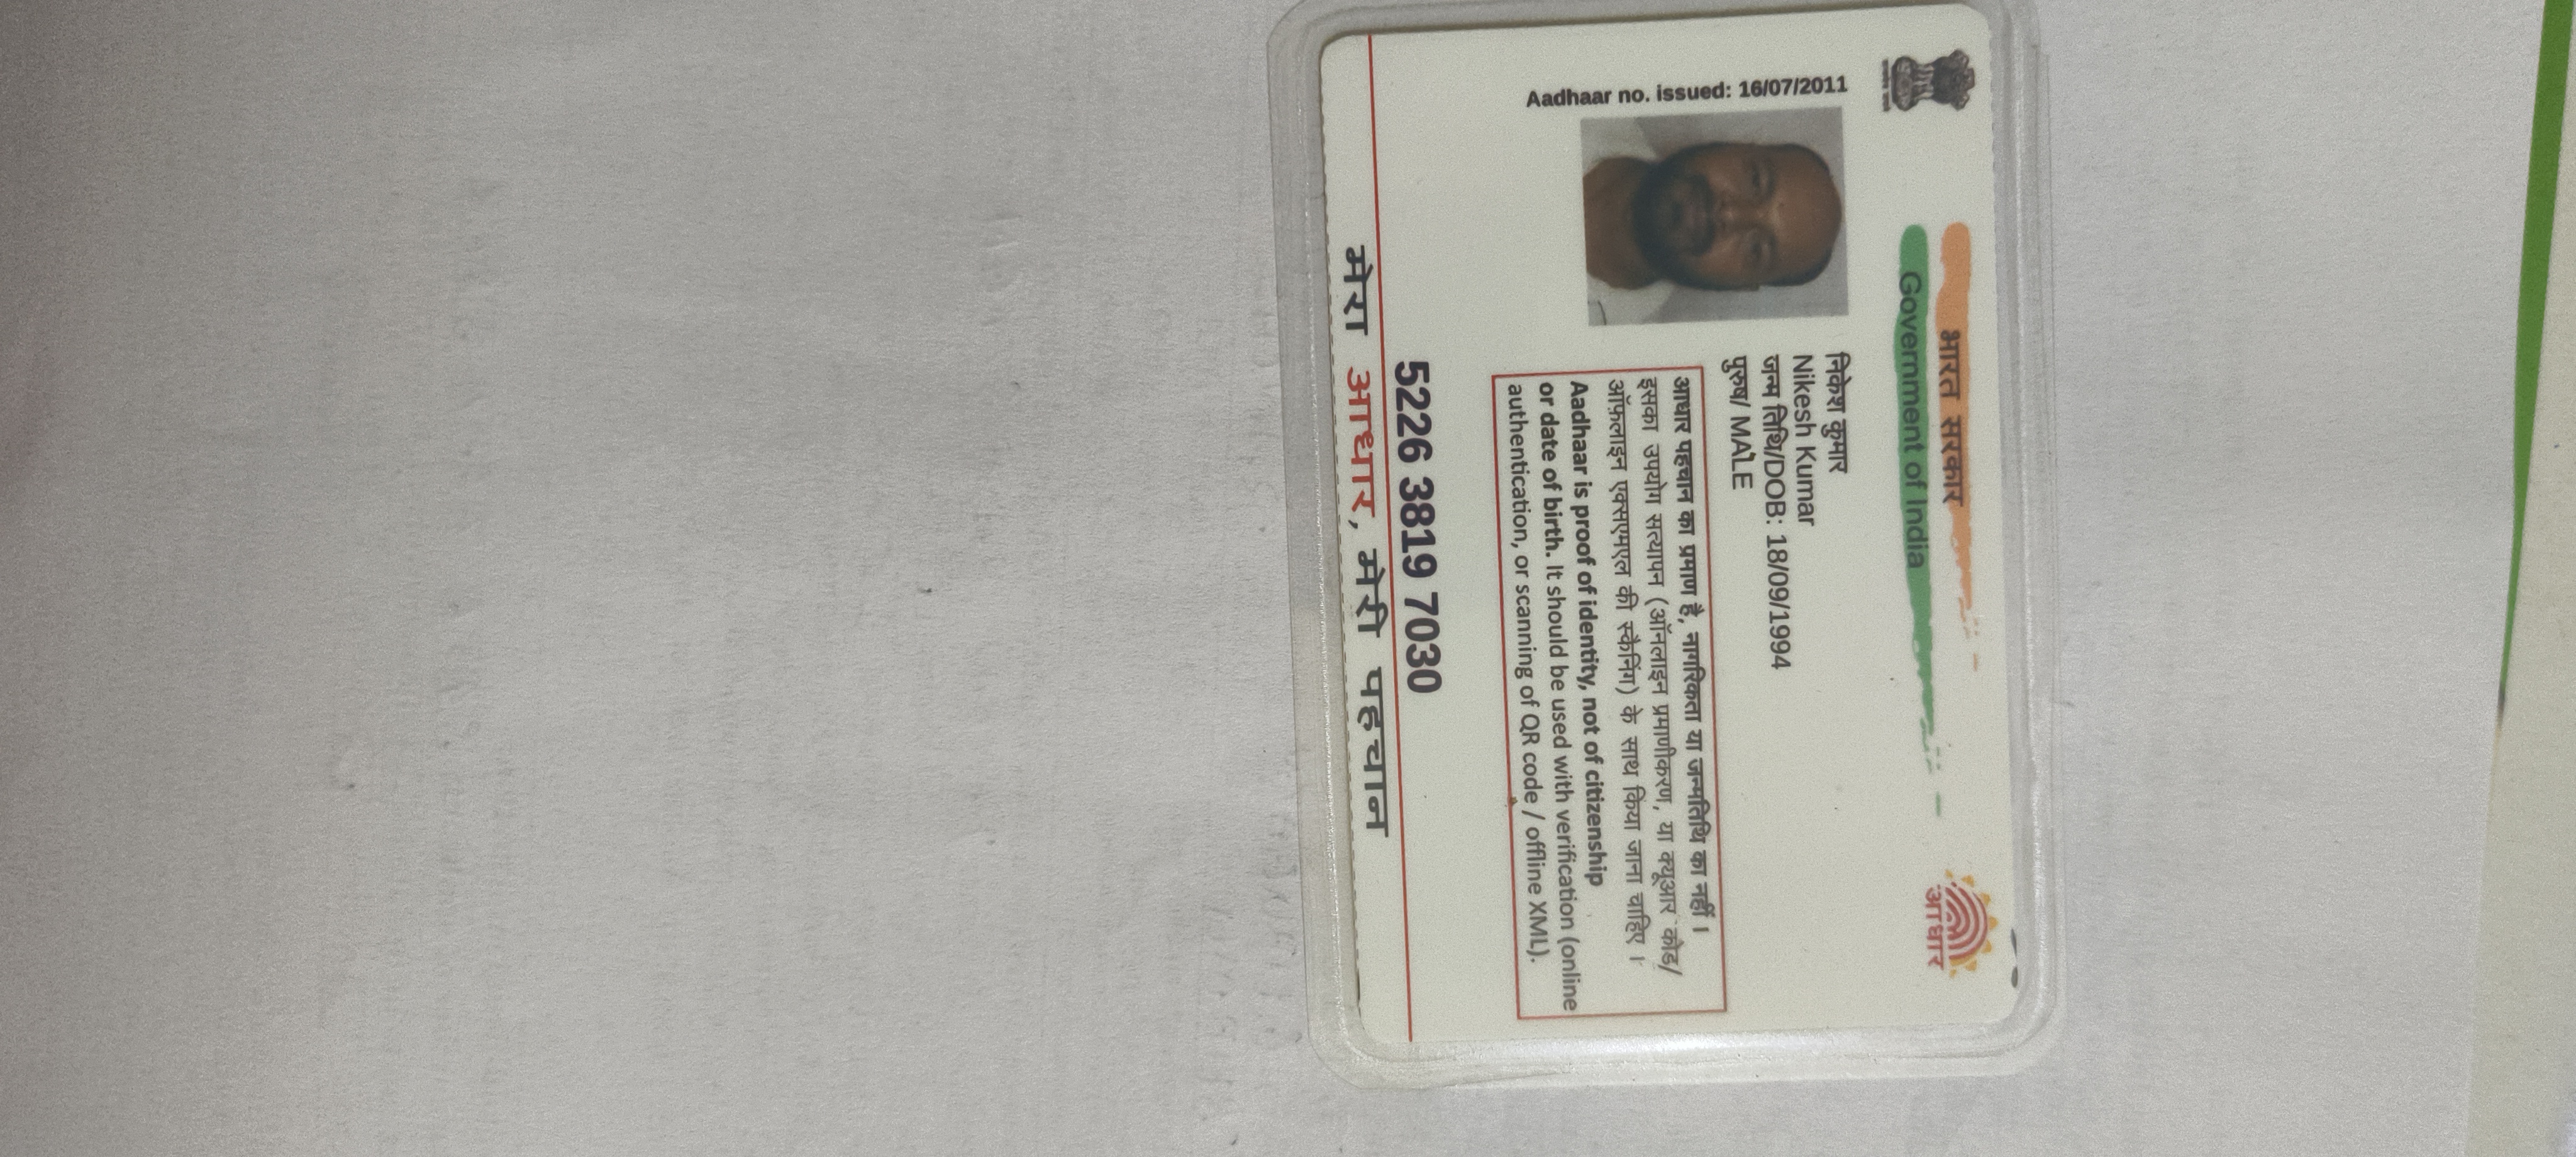 भारत सरकार
Government of India
आधार
Aadhaar no. issued: 16/07/2011
निकेश कुमार
Nikesh Kumar
जन्म तिथि/DOB: 18/09/1994
पुरुष/ MALE
आधार पहचान का प्रमाण है, नागरिकता या जन्मतिथि का नहीं ।
इसका उपयोग सत्यापन (ऑनलाइन प्रमाणीकरण, या क्यूआर कोड/
ऑफ़लाइन एक्सएमएल की स्कैनिंग) के साथ किया जाना चाहिए ।
Aadhaar is proof of identity, not of citizenship
or date of birth. It should be used with verification (online
authentication, or scanning of QR code / offline XML).
5226 3819 7030
मेरा आधार, मेरी पहचान